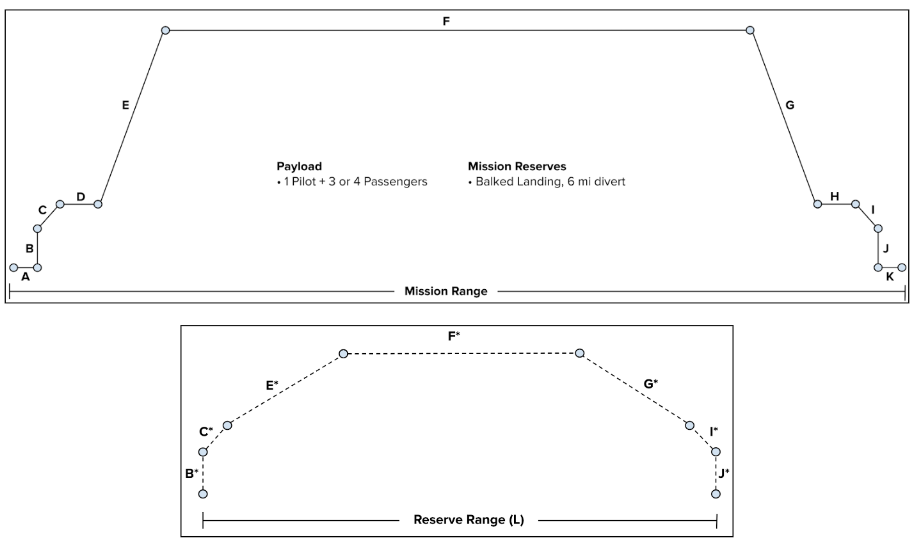 F
E
G
Payload
• 1 Pilot + 3 or 4 Passengers
Mission Reserves
• Balked Landing, 6 mi divert
D
H
C
I
B
J
A
K
Mission Range
F*
E*
G*
C*
I*
B*
J*
Reserve Range (L)